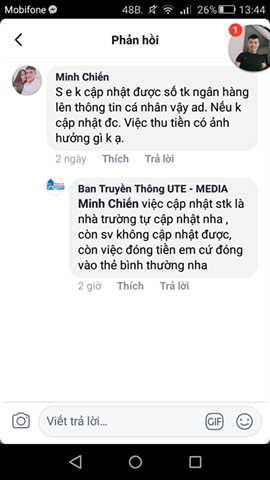 Mobifone 48B. 26% 13:44
Phản hồi
1
Minh Chiến
S e k cập nhật được số tk ngân hàng
lên thông tin cá nhân vậy ad. Nếu k
cập nhật đc. Việc thu tiền có ảnh
hưởng gì k ạ.
2 ngày Thích Trả lời
Ban Truyền Thông UTE - MEDIA
Minh Chiến việc cập nhật stk là
nhà trường tự cập nhật nha ,
còn sv không cập nhật được,
còn việc đóng tiền em cứ đóng
vào thẻ bình thường nha
2 giờ Thích Trả lời
Viết trả lời...
GIF